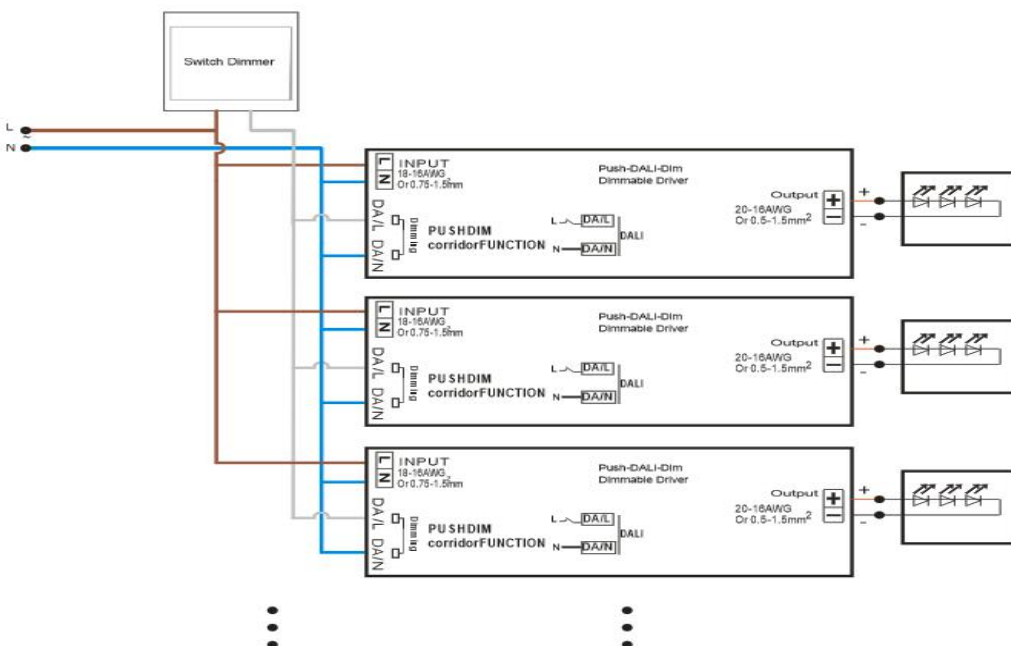 Switch Dimmer
L
~
N
L INPUT
N 18-16AWG
Or 0.75-1.5mm²
Push-DALI-Dim
Dimmable Driver
Output +
20-16AWG −
Or 0.5-1.5mm²
+
-
DA/L
DA/N
Dimming
PUSHDIM
corridorFUNCTION
L DA/L
N DA/N
DALI
L INPUT
N 18-16AWG
Or 0.75-1.5mm²
Push-DALI-Dim
Dimmable Driver
Output +
20-16AWG −
Or 0.5-1.5mm²
+
-
DA/L
DA/N
Dimming
PUSHDIM
corridorFUNCTION
L DA/L
N DA/N
DALI
L INPUT
N 18-16AWG
Or 0.75-1.5mm
Push-DALI-Dim
Dimmable Driver
Output +
20-16AWG −
Or 0.5-1.5mm²
+
-
DA/L
DA/N
Dimming
PUSHDIM
corridorFUNCTION
L DA/L
N DA/N
DALI